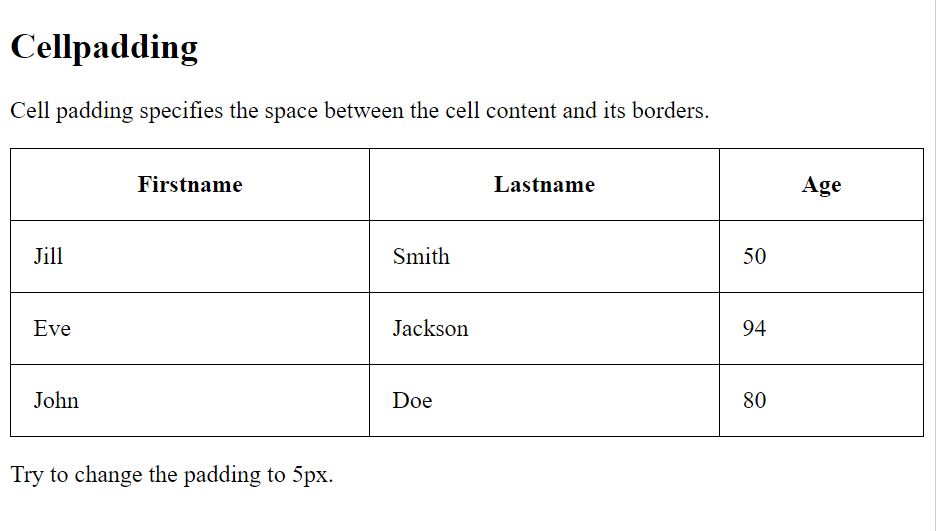 Cellpadding
Cell padding specifies the space between the cell content and its borders.
Firstname Lastname Age
Jill Smith 50
Eve Jackson 94
John Doe 80
Try to change the padding to 5px.